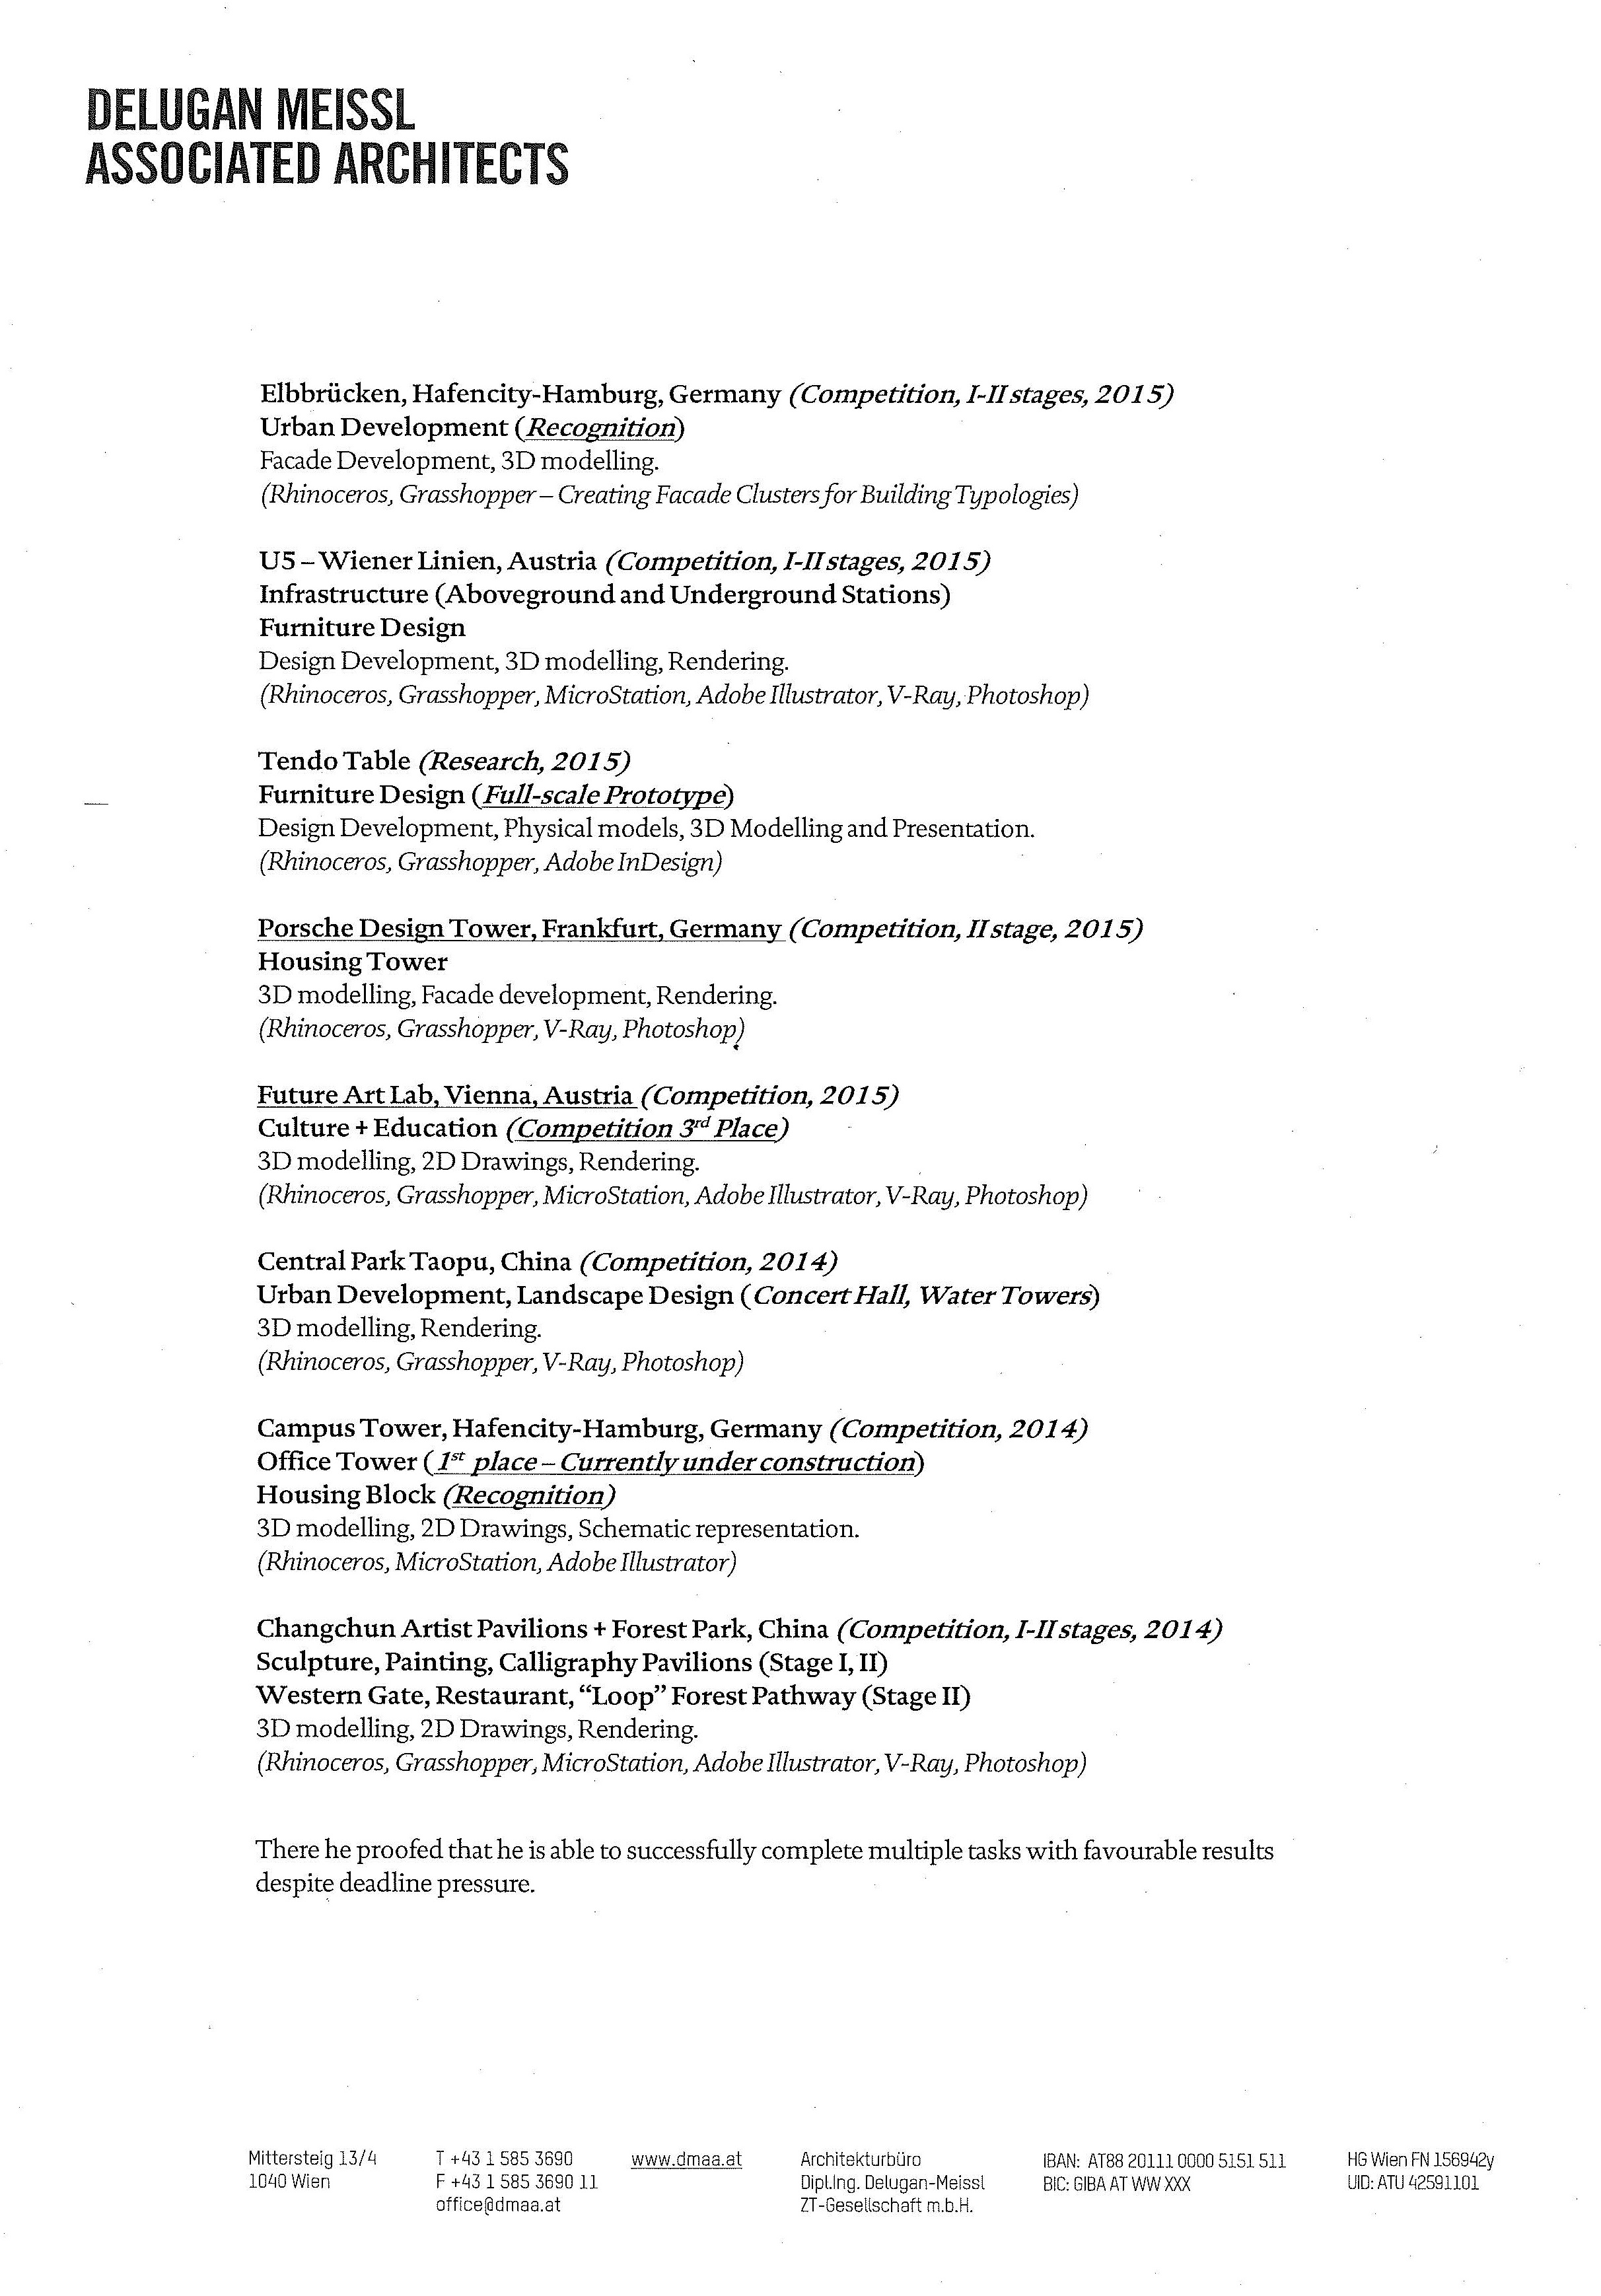 DELUGAN MEISSL
ASSOCIATED ARCHITECTS
Elbbrücken, Hafencity-Hamburg, Germany (Competition, I-II stages, 2015)
Urban Development (Recognition)
Facade Development, 3D modelling.
(Rhinoceros, Grasshopper – Creating Facade Clusters for Building Typologies)
U5 – Wiener Linien, Austria (Competition, I-II stages, 2015)
Infrastructure (Aboveground and Underground Stations)
Furniture Design
Design Development, 3D modelling, Rendering.
(Rhinoceros, Grasshopper, MicroStation, Adobe Illustrator, V-Ray, Photoshop)
Tendo Table (Research, 2015)
Furniture Design (Full-scale Prototype)
Design Development, Physical models, 3D Modelling and Presentation.
(Rhinoceros, Grasshopper, Adobe InDesign)
Porsche Design Tower, Frankfurt, Germany (Competition, II stage, 2015)
Housing Tower
3D modelling, Facade development, Rendering.
(Rhinoceros, Grasshopper, V-Ray, Photoshop)
Future Art Lab, Vienna, Austria (Competition, 2015)
Culture + Education (Competition 3rd Place)
3D modelling, 2D Drawings, Rendering.
(Rhinoceros, Grasshopper, MicroStation, Adobe Illustrator, V-Ray, Photoshop)
Central Park Taopu, China (Competition, 2014)
Urban Development, Landscape Design (Concert Hall, Water Towers)
3D modelling, Rendering.
(Rhinoceros, Grasshopper, V-Ray, Photoshop)
Campus Tower, Hafencity-Hamburg, Germany (Competition, 2014)
Office Tower (1st place – Currently under construction)
Housing Block (Recognition)
3D modelling, 2D Drawings, Schematic representation.
(Rhinoceros, MicroStation, Adobe Illustrator)
Changchun Artist Pavilions + Forest Park, China (Competition, I-II stages, 2014)
Sculpture, Painting, Calligraphy Pavilions (Stage I, II)
Western Gate, Restaurant, “Loop” Forest Pathway (Stage II)
3D modelling, 2D Drawings, Rendering.
(Rhinoceros, Grasshopper, MicroStation, Adobe Illustrator, V-Ray, Photoshop)
There he proofed that he is able to successfully complete multiple tasks with favourable results
despite deadline pressure.
Mittersteig 13/4 T +43 1 585 3690 www.dmaa.at Architekturbüro IBAN: AT88 20111 0000 5151 511 HG Wien FN 156942y
1040 Wien F +43 1 585 3690 11 Dipl.Ing. Delugan-Meissl BIC: GIBA AT WW XXX UID: ATU 42591101
office@dmaa.at ZT-Gesellschaft m.b.H.